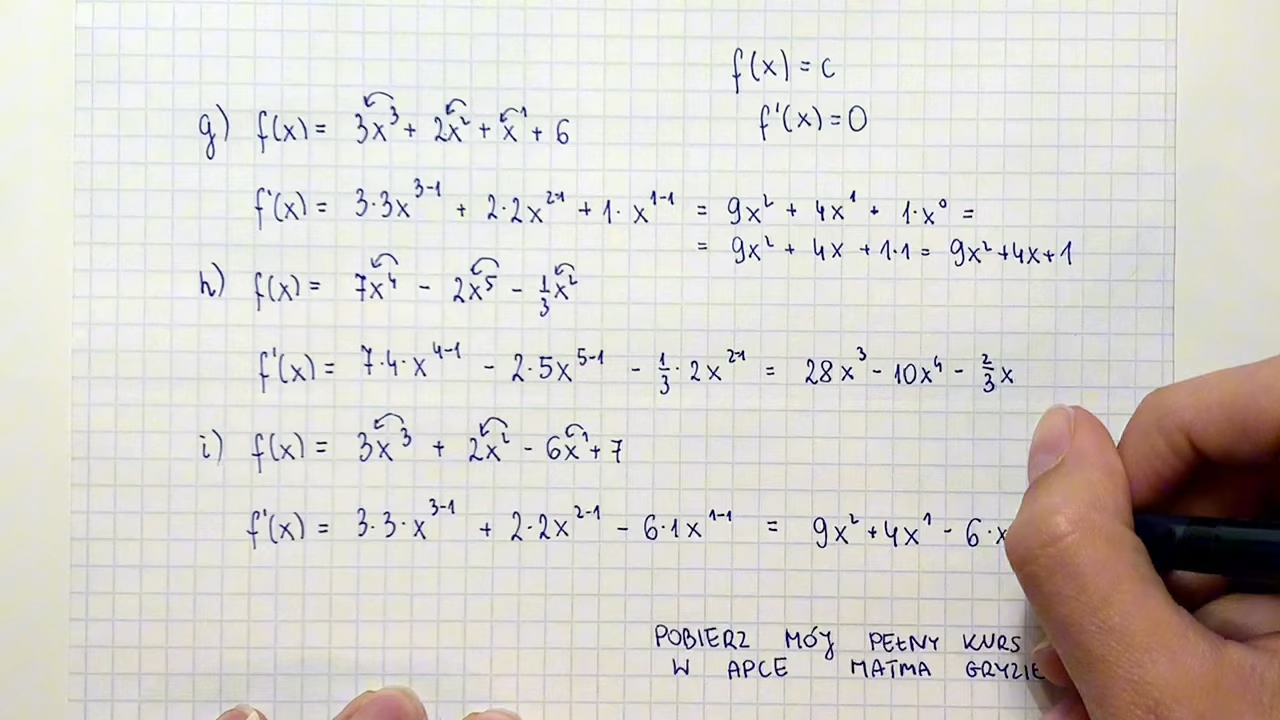 f(x) = c
f'(x) = 0
g) f(x) = 3x³ + 2x² + x¹ + 6
f'(x) = 3·3x³⁻¹ + 2·2x²⁻¹ + 1·x¹⁻¹ = 9x² + 4x¹ + 1·x⁰ =
= 9x² + 4x + 1·1 = 9x² + 4x + 1
h) f(x) = 7x⁴ - 2x⁵ - 1/3x²
f'(x) = 7·4·x⁴⁻¹ - 2·5x⁵⁻¹ - 1/3·2x²⁻¹ = 28x³ - 10x⁴ - 2/3x
i) f(x) = 3x³ + 2x² - 6x¹ + 7
f'(x) = 3·3·x³⁻¹ + 2·2x²⁻¹ - 6·1x¹⁻¹ = 9x² + 4x¹ - 6·x
POBIERZ MÓJ PEŁNY KURS
W APCE MATMA GRYZIE